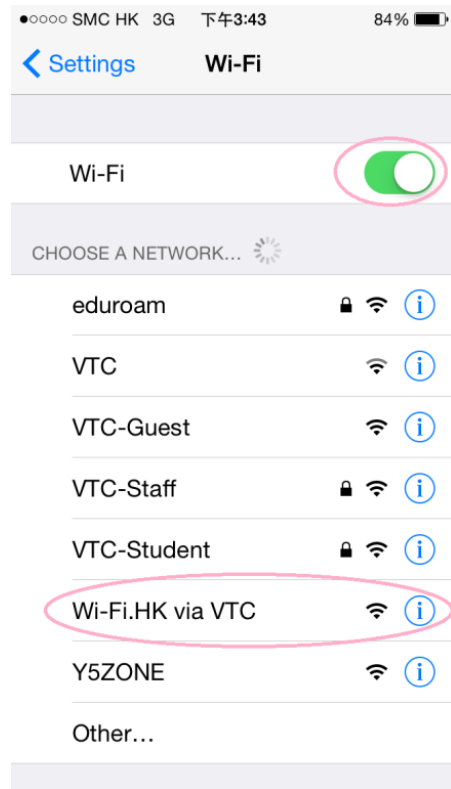 SMC HK 3G 下午3:43 84%
Settings Wi-Fi
Wi-Fi
CHOOSE A NETWORK...
eduroam
VTC
VTC-Guest
VTC-Staff
VTC-Student
Wi-Fi.HK via VTC
Y5ZONE
Other...